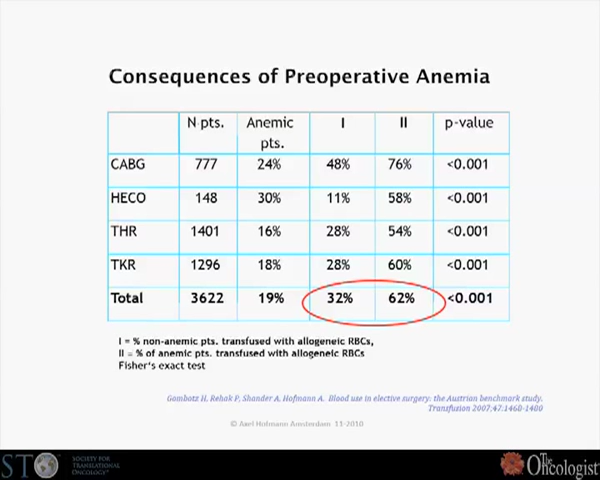 Consequences of Preoperative Anemia
N pts. Anemic pts. I II p-value
CABG 777 24% 48% 76% <0.001
HECO 148 30% 11% 58% <0.001
THR 1401 16% 28% 54% <0.001
TKR 1296 18% 28% 60% <0.001
Total 3622 19% 32% 62% <0.001
I = % non-anemic pts. transfused with allogeneic RBCs,
II = % of anemic pts. transfused with allogeneic RBCs
Fisher's exact test
Gombotz H, Rehak P, Shander A, Hofmann A. Blood use in elective surgery: the Austrian benchmark study.
Transfusion 2007;47:1468-1480
© Axel Hofmann Amsterdam 11-2010
STO SOCIETY FOR TRANSLATIONAL ONCOLOGY
The Oncologist